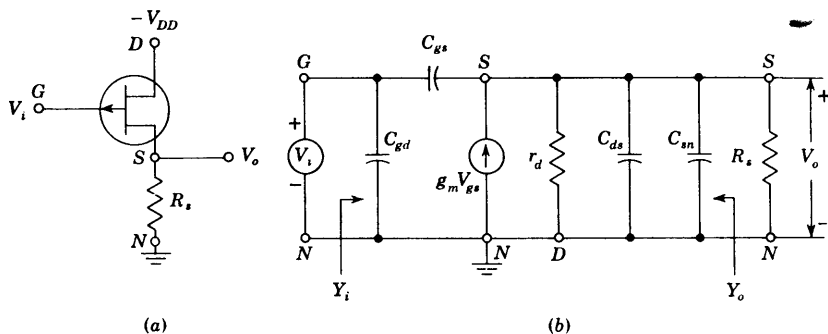 −V_DD
D
G
V_i
S
V_o
R_s
N
(a)
G
C_gs
S
S
+
V_i
−
C_gd
g_m V_gs
r_d
C_ds
C_sn
R_s
+
V_o
−
N
N
D
N
Y_i
Y_o
(b)